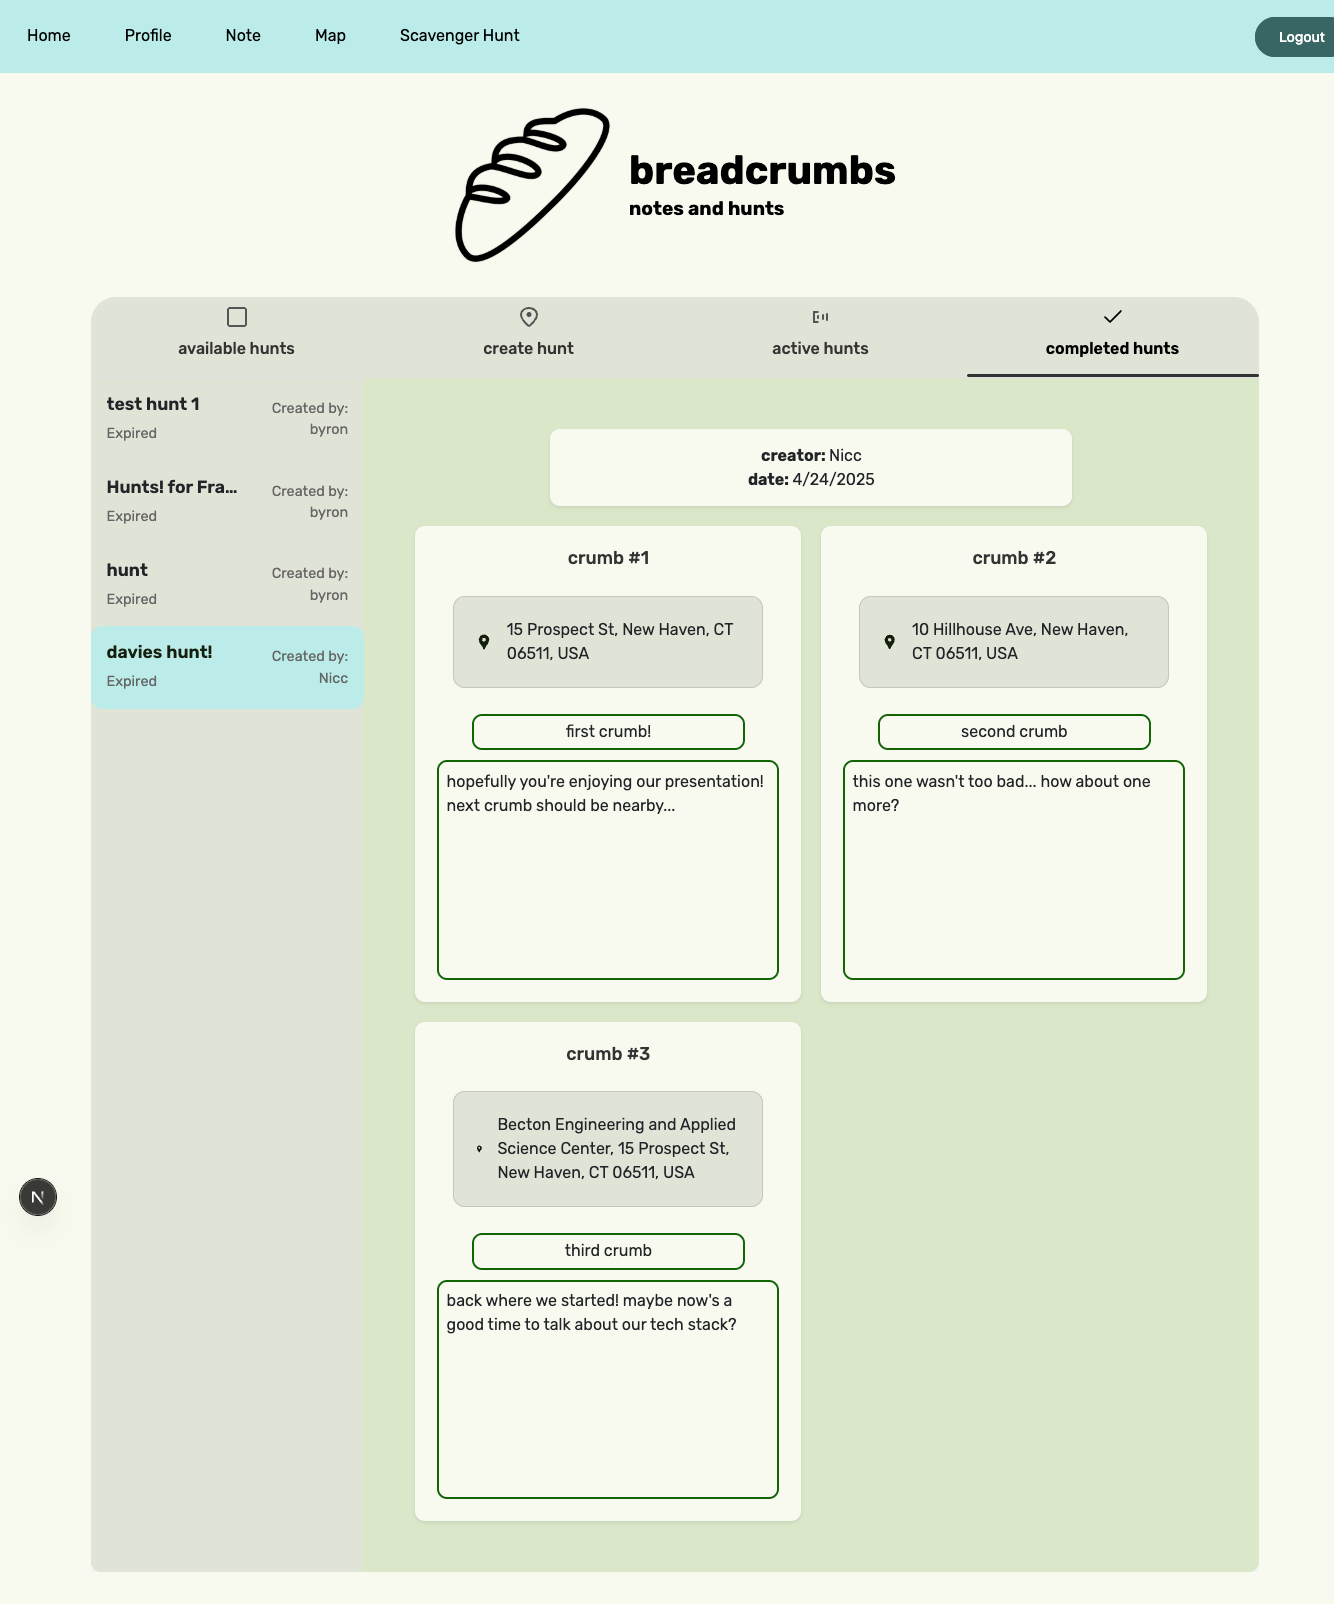 Home Profile Note Map Scavenger Hunt Logout
breadcrumbs
notes and hunts
available hunts create hunt active hunts completed hunts
test hunt 1
Expired
Created by:
byron
Hunts! for Fra...
Expired
Created by:
byron
hunt
Expired
Created by:
byron
davies hunt!
Expired
Created by:
Nicc
creator: Nicc
date: 4/24/2025
crumb #1
15 Prospect St, New Haven, CT
06511, USA
first crumb!
hopefully you're enjoying our presentation!
next crumb should be nearby...
crumb #2
10 Hillhouse Ave, New Haven,
CT 06511, USA
second crumb
this one wasn't too bad... how about one
more?
crumb #3
Becton Engineering and Applied
Science Center, 15 Prospect St,
New Haven, CT 06511, USA
third crumb
back where we started! maybe now's a
good time to talk about our tech stack?
N